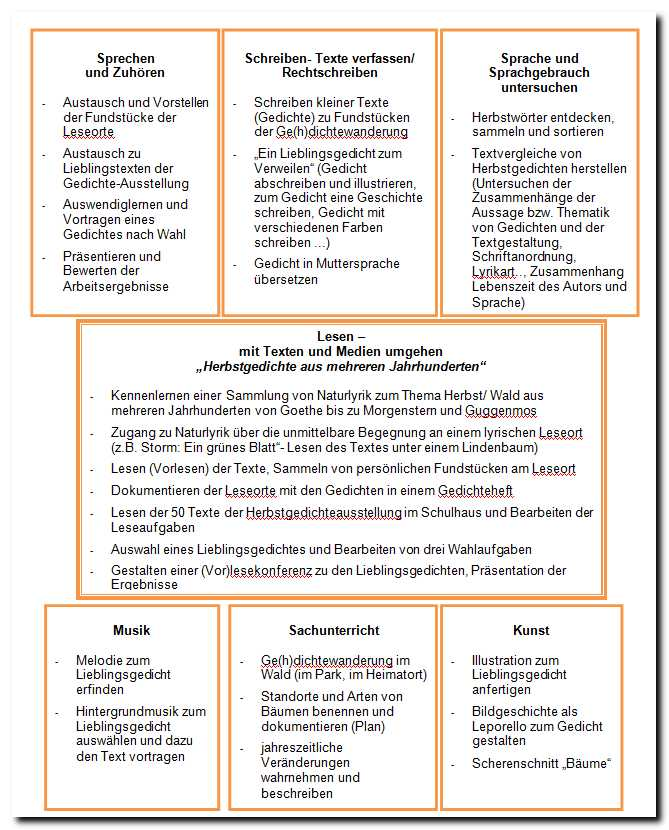 Sprechen
und Zuhören
- Austausch und Vorstellen
der Fundstücke der
Leseorte
- Austausch zu
Lieblingstexten der
Gedichte-Ausstellung
- Auswendiglernen und
Vortragen eines
Gedichtes nach Wahl
- Präsentieren und
Bewerten der
Arbeitsergebnisse
Schreiben- Texte verfassen/
Rechtschreiben
- Schreiben kleiner Texte
(Gedichte) zu Fundstücken
der Ge(h)dichtewanderung
- „Ein Lieblingsgedicht zum
Verweilen“ (Gedicht
abschreiben und illustrieren,
zum Gedicht eine Geschichte
schreiben, Gedicht mit
verschiedenen Farben
schreiben ...)
- Gedicht in Muttersprache
übersetzen
Sprache und
Sprachgebrauch
untersuchen
- Herbstwörter entdecken,
sammeln und sortieren
- Textvergleiche von
Herbstgedichten herstellen
(Untersuchen der
Zusammenhänge der
Aussage bzw. Thematik
von Gedichten und der
Textgestaltung,
Schriftanordnung,
Lyrikart.., Zusammenhang
Lebenszeit des Autors und
Sprache)
Lesen –
mit Texten und Medien umgehen
„Herbstgedichte aus mehreren Jahrhunderten“
- Kennenlernen einer Sammlung von Naturlyrik zum Thema Herbst/ Wald aus
mehreren Jahrhunderten von Goethe bis zu Morgenstern und Guggenmos
- Zugang zu Naturlyrik über die unmittelbare Begegnung an einem lyrischen Leseort
(z.B. Storm: Ein grünes Blatt“- Lesen des Textes unter einem Lindenbaum)
- Lesen (Vorlesen) der Texte, Sammeln von persönlichen Fundstücken am Leseort
- Dokumentieren der Leseorte mit den Gedichten in einem Gedichteheft
- Lesen der 50 Texte der Herbstgedichteausstellung im Schulhaus und Bearbeiten der
Leseaufgaben
- Auswahl eines Lieblingsgedichtes und Bearbeiten von drei Wahlaufgaben
- Gestalten einer (Vor)lesekonferenz zu den Lieblingsgedichten, Präsentation der
Ergebnisse
Musik
- Melodie zum
Lieblingsgedicht
erfinden
- Hintergrundmusik zum
Lieblingsgedicht
auswählen und dazu
den Text vortragen
Sachunterricht
- Ge(h)dichtewanderung im
Wald (im Park, im Heimatort)
- Standorte und Arten von
Bäumen benennen und
dokumentieren (Plan)
- jahreszeitliche
Veränderungen
wahrnehmen und
beschreiben
Kunst
- Illustration zum
Lieblingsgedicht
anfertigen
- Bildgeschichte als
Leporello zum Gedicht
gestalten
- Scherenschnitt „Bäume“